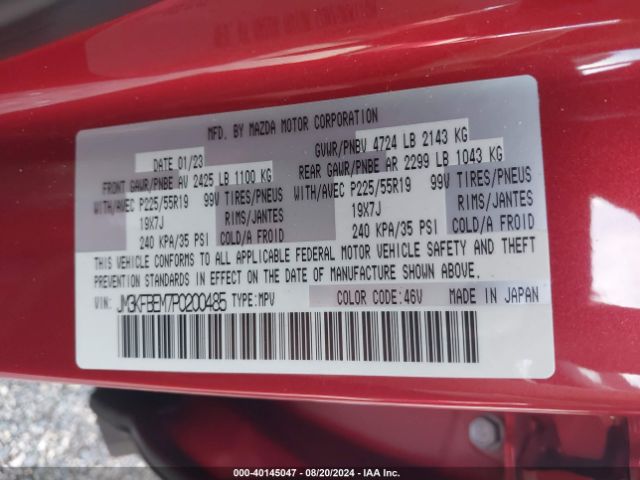 MFD. BY MAZDA MOTOR CORPORATION
DATE 01/23
GVWR/PNBV 4724 LB 2143 KG
FRONT GAWR/PNBE AV 2425 LB 1100 KG
REAR GAWR/PNBE AR 2299 LB 1043 KG
WITH/AVEC P225/55R19 99V TIRES/PNEUS
WITH/AVEC P225/55R19 99V TIRES/PNEUS
19X7J RIMS/JANTES
19X7J RIMS/JANTES
240 KPA/35 PSI COLD/A FROID
240 KPA/35 PSI COLD/A FROID
THIS VEHICLE CONFORMS TO ALL APPLICABLE FEDERAL MOTOR VEHICLE SAFETY AND THEFT
PREVENTION STANDARDS IN EFFECT ON THE DATE OF MANUFACTURE SHOWN ABOVE.
VIN: JM3KFBEM7P0200485 TYPE:MPV COLOR CODE:46V MADE IN JAPAN
000-40145047 - 08/20/2024 - IAA Inc.